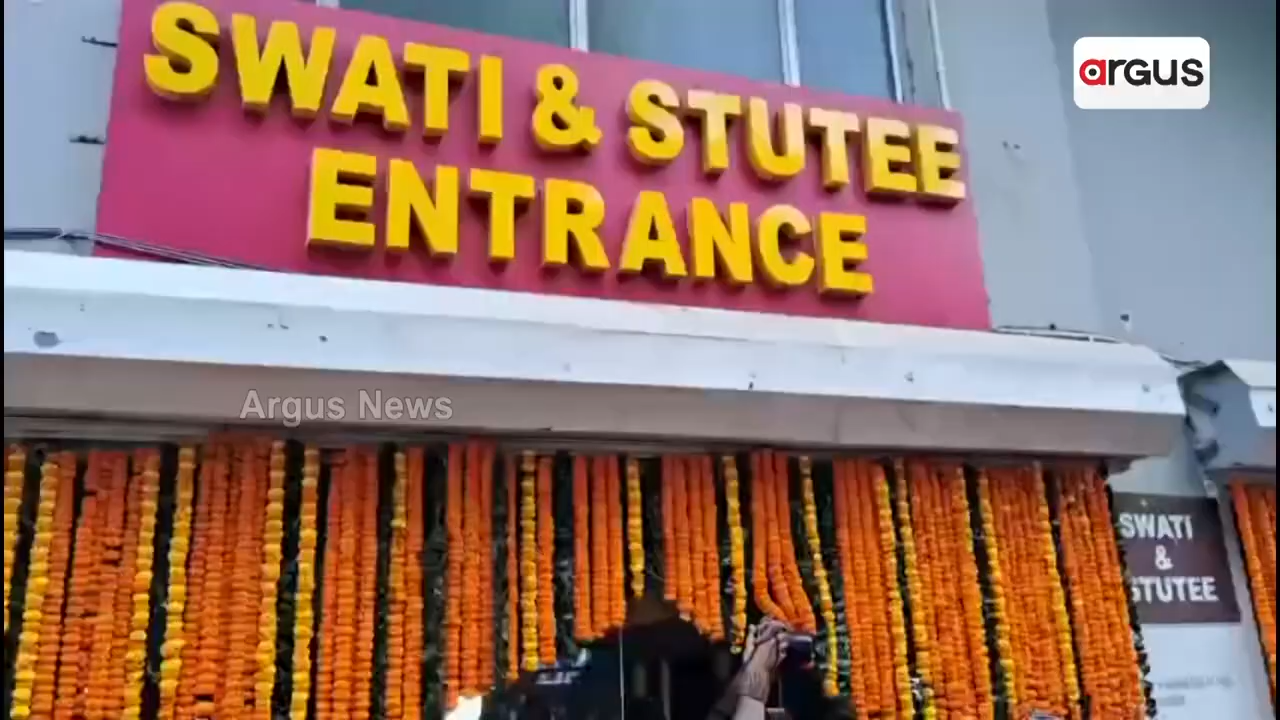 SWATI & STUTEE
ENTRANCE
argus
Argus News
SWATI
&
STUTEE